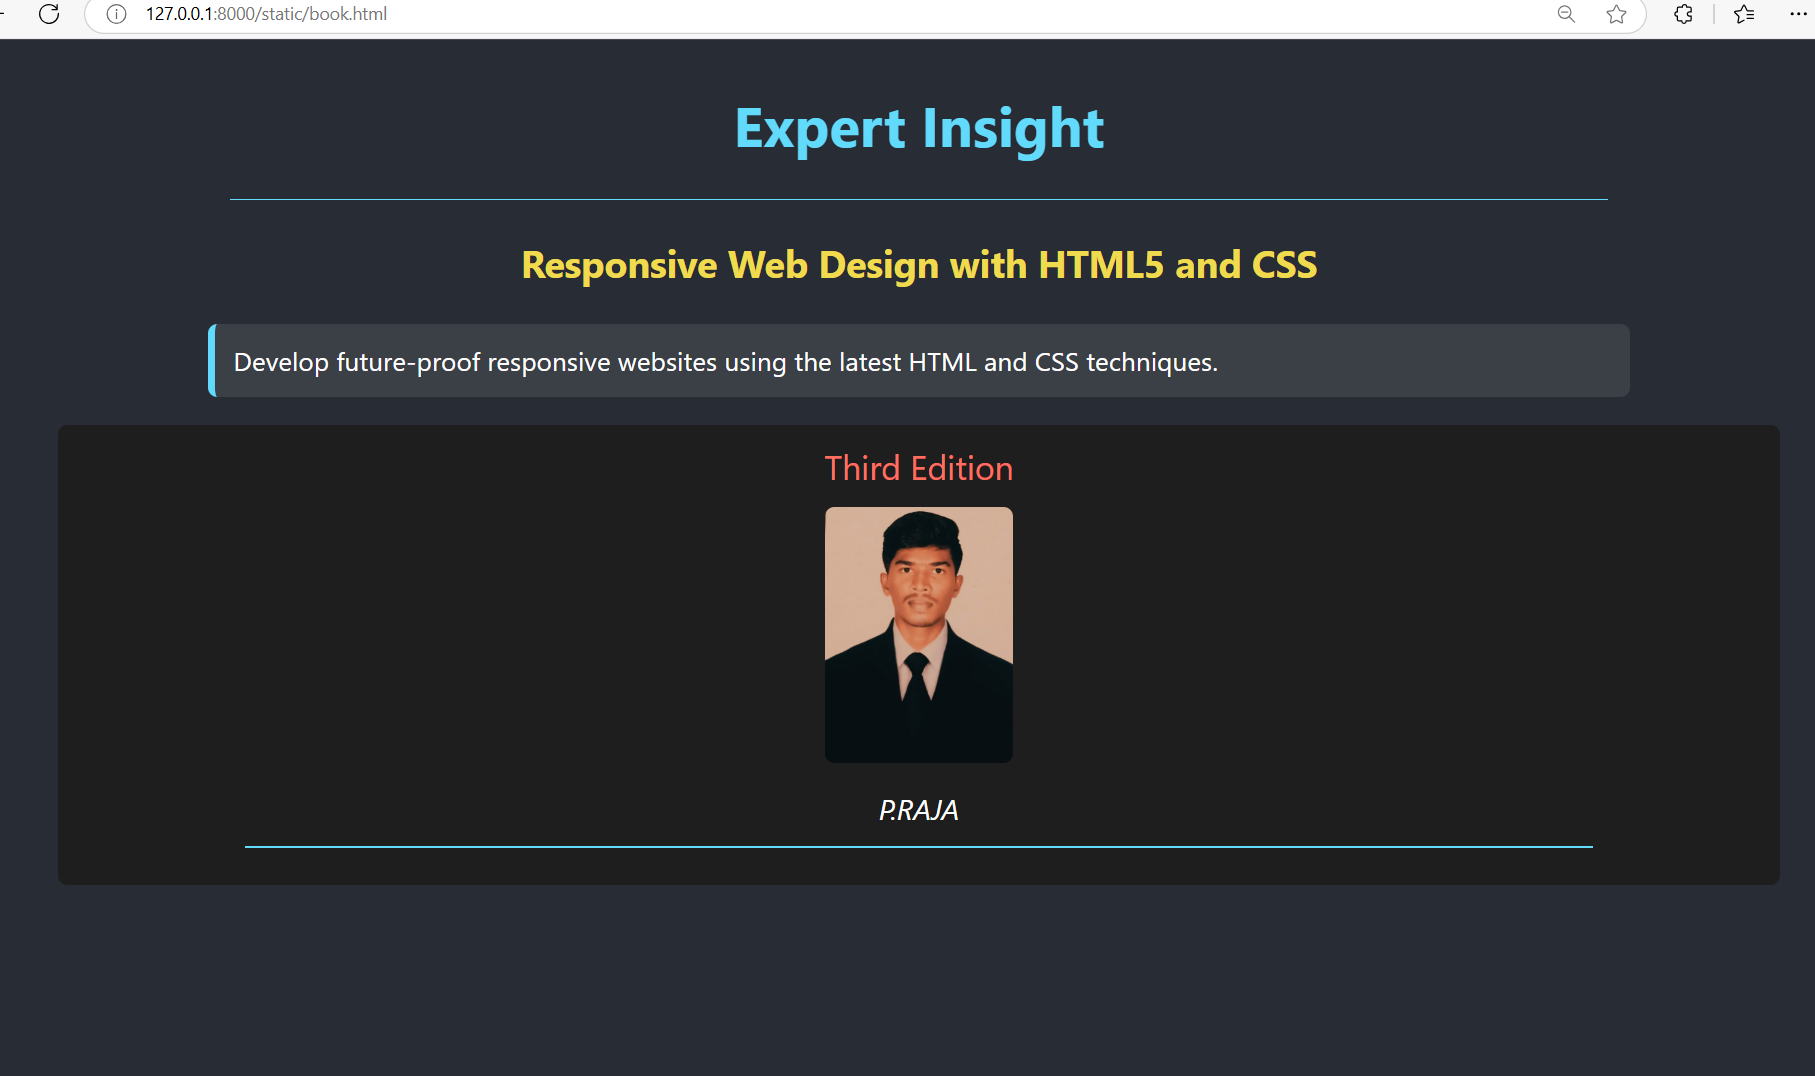 127.0.0.1:8000/static/book.html
Expert Insight
Responsive Web Design with HTML5 and CSS
Develop future-proof responsive websites using the latest HTML and CSS techniques.
Third Edition
P.RAJA